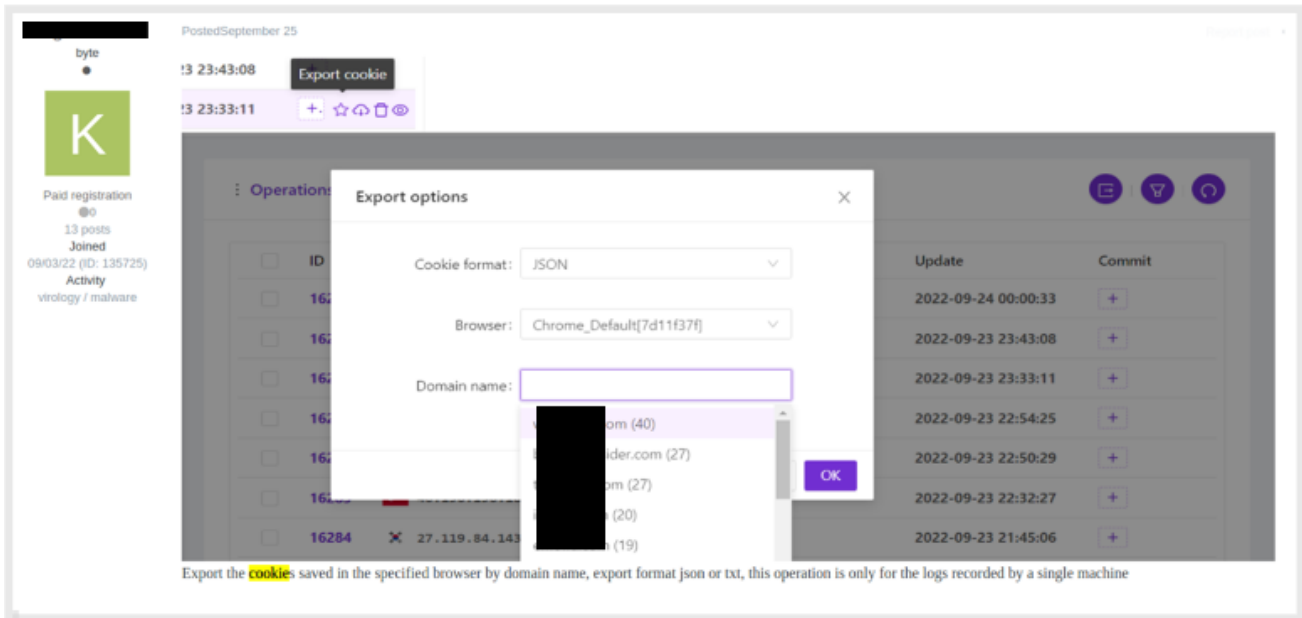 PostedSeptember 25
byte
23 23:43:08
Export cookie
23 23:33:11
K
Paid registration
0
13 posts
Joined
09/03/22 (ID: 135725)
Activity
virology / malware
Operations
Export options
ID
Cookie format:
JSON
Update
Commit
2022-09-24 00:00:33
Browser:
Chrome_Default[7d11f37f]
2022-09-23 23:43:08
Domain name:
2022-09-23 23:33:11
om (40)
2022-09-23 22:54:25
ider.com (27)
2022-09-23 22:50:29
om (27)
OK
2022-09-23 22:32:27
(20)
16284
27.119.84.143
(19)
2022-09-23 21:45:06
Export the cookies saved in the specified browser by domain name, export format json or txt, this operation is only for the logs recorded by a single machine